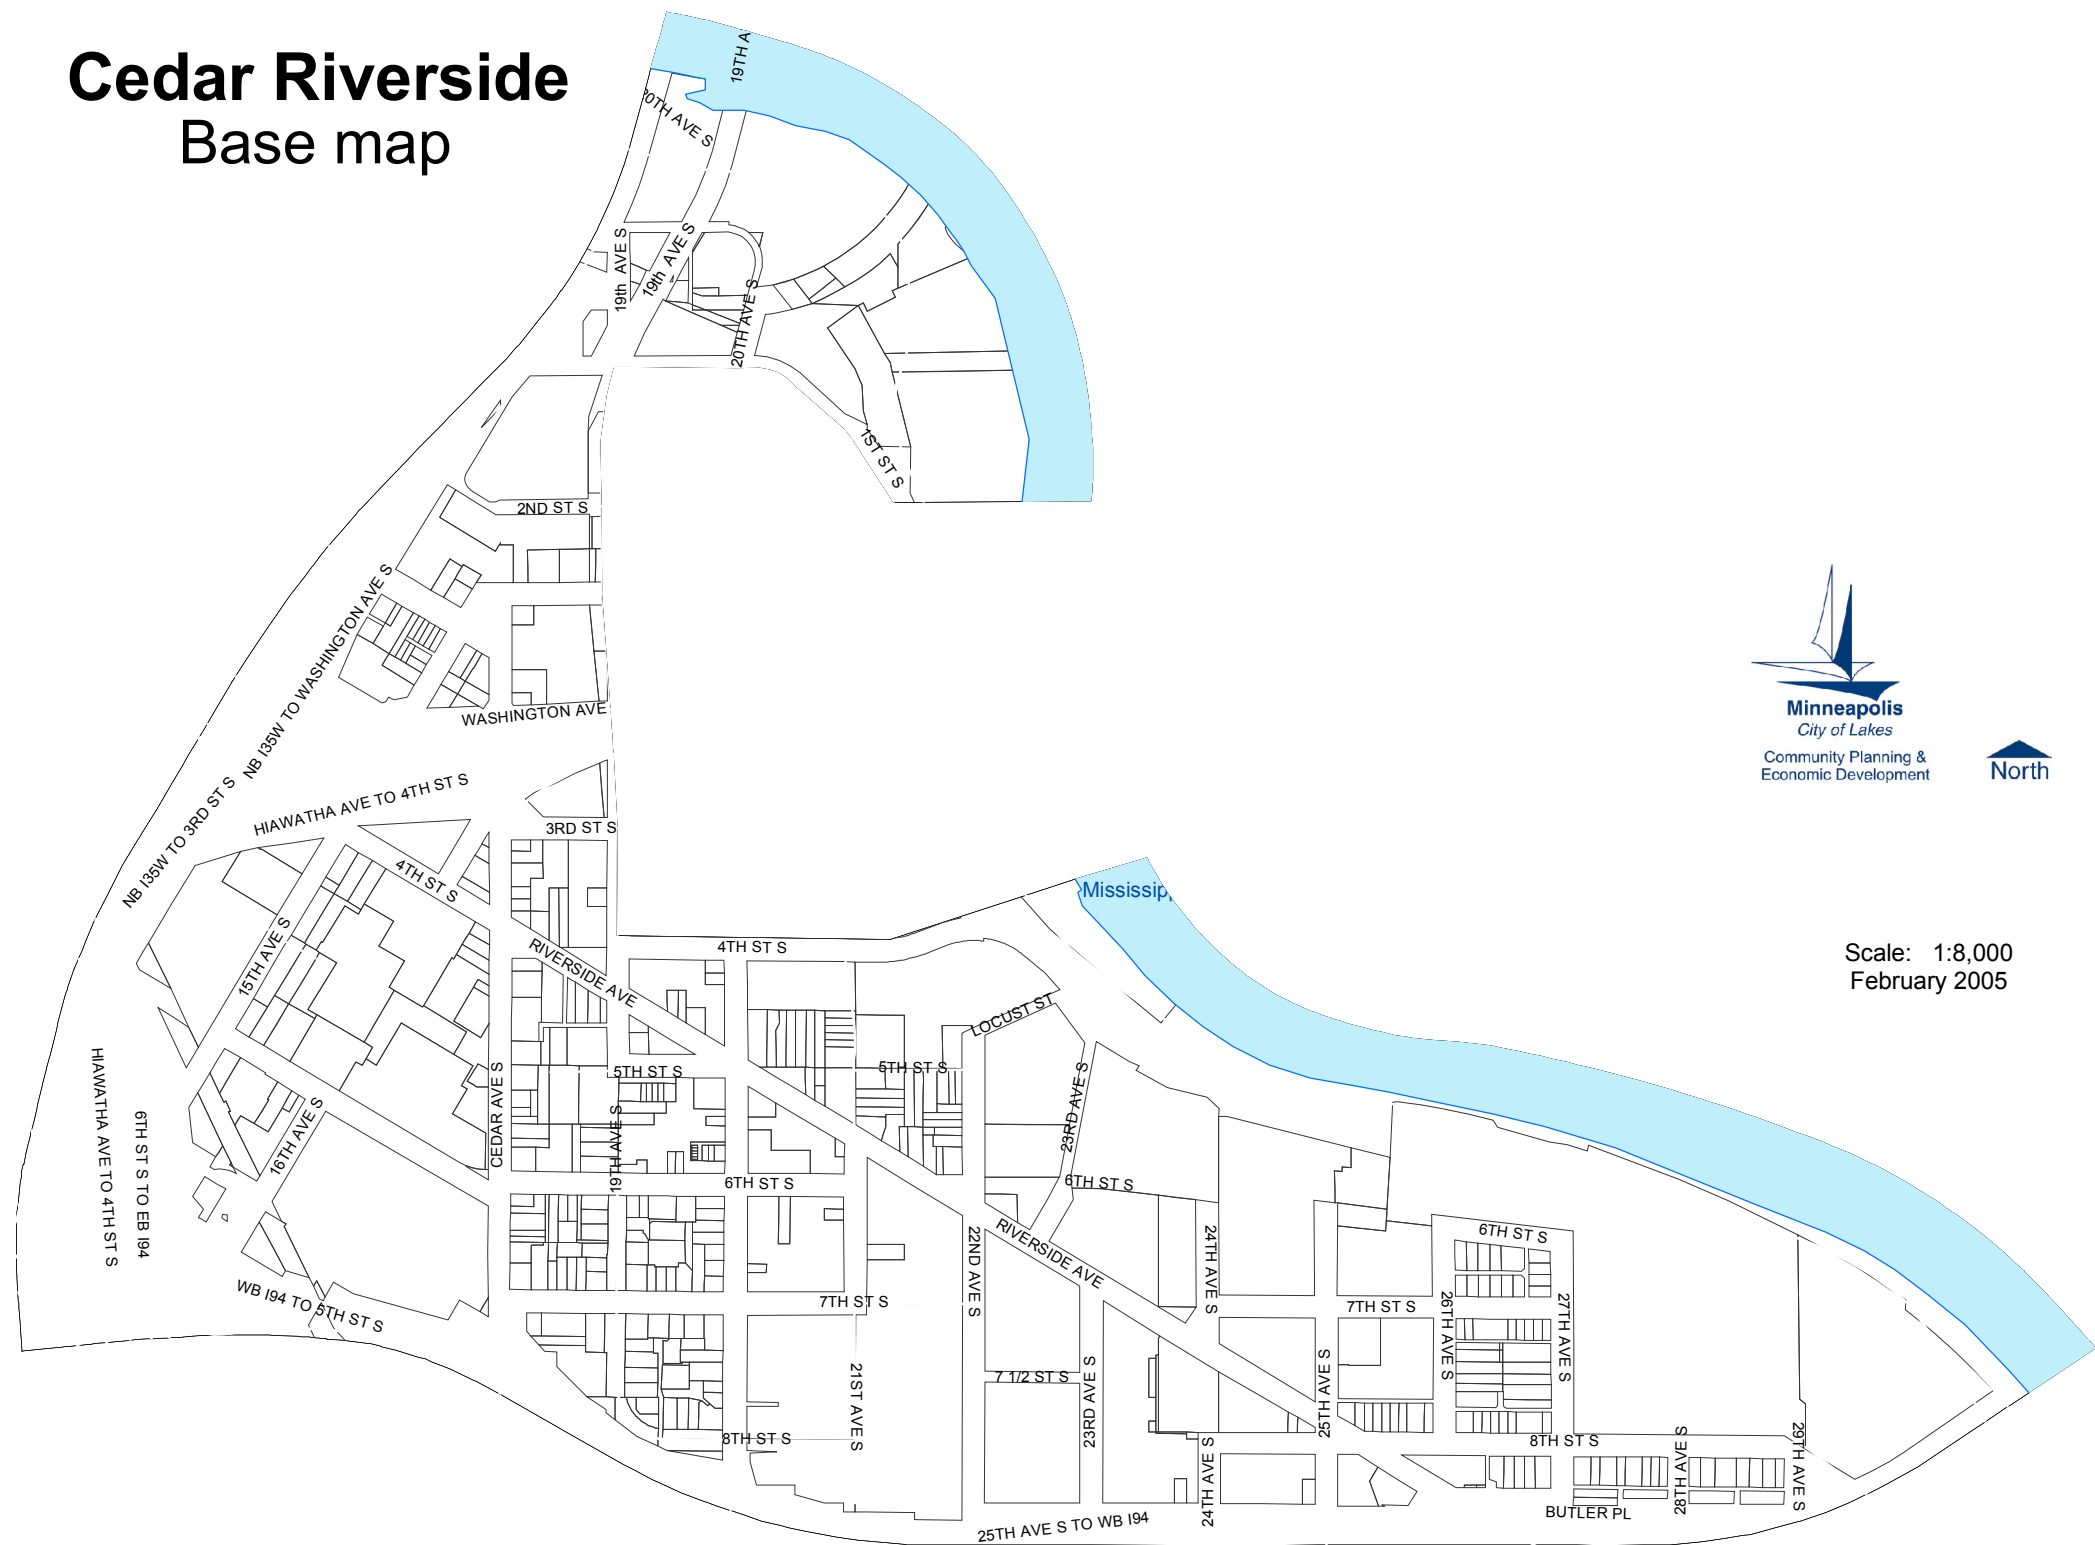 Cedar Riverside
Base map
19TH A
20TH AVE S
19th AVE S
19th AVE S
20TH AVE S
1ST ST S
2ND ST S
NB I35W TO WASHINGTON AVE S
WASHINGTON AVE
Minneapolis
City of Lakes
Community Planning &
Economic Development
North
NB I35W TO 3RD ST S
HIAWATHA AVE TO 4TH ST S
3RD ST S
4TH ST S
Mississipp
15TH AVE S
RIVERSIDE AVE
4TH ST S
Scale: 1:8,000
February 2005
LOCUST ST
HIAWATHA AVE TO 4TH ST S
6TH ST S TO EB I94
16TH AVE S
CEDAR AVE S
5TH ST S
5TH ST S
19TH AVE S
23RD AVE S
6TH ST S
6TH ST S
WB I94 TO 5TH ST S
RIVERSIDE AVE
22ND AVE S
24TH AVE S
6TH ST S
7TH ST S
7TH ST S
26TH AVE S
27TH AVE S
21ST AVE S
7 1/2 ST S
23RD AVE S
25TH AVE S
8TH ST S
8TH ST S
24TH AVE S
28TH AVE S
29TH AVE S
25TH AVE S TO WB I94
BUTLER PL